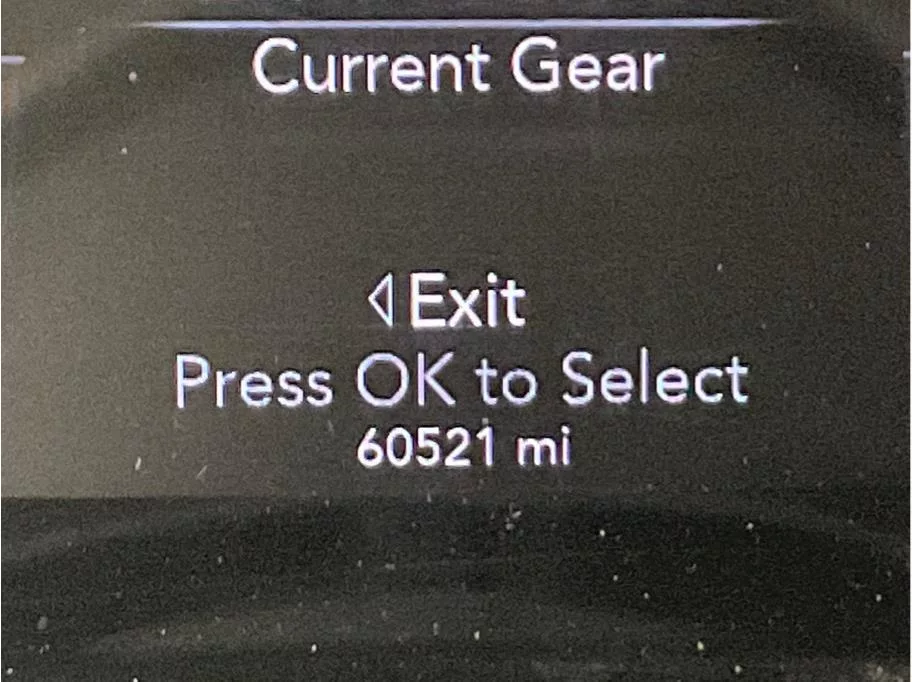 Current Gear
◁Exit
Press OK to Select
60521 mi